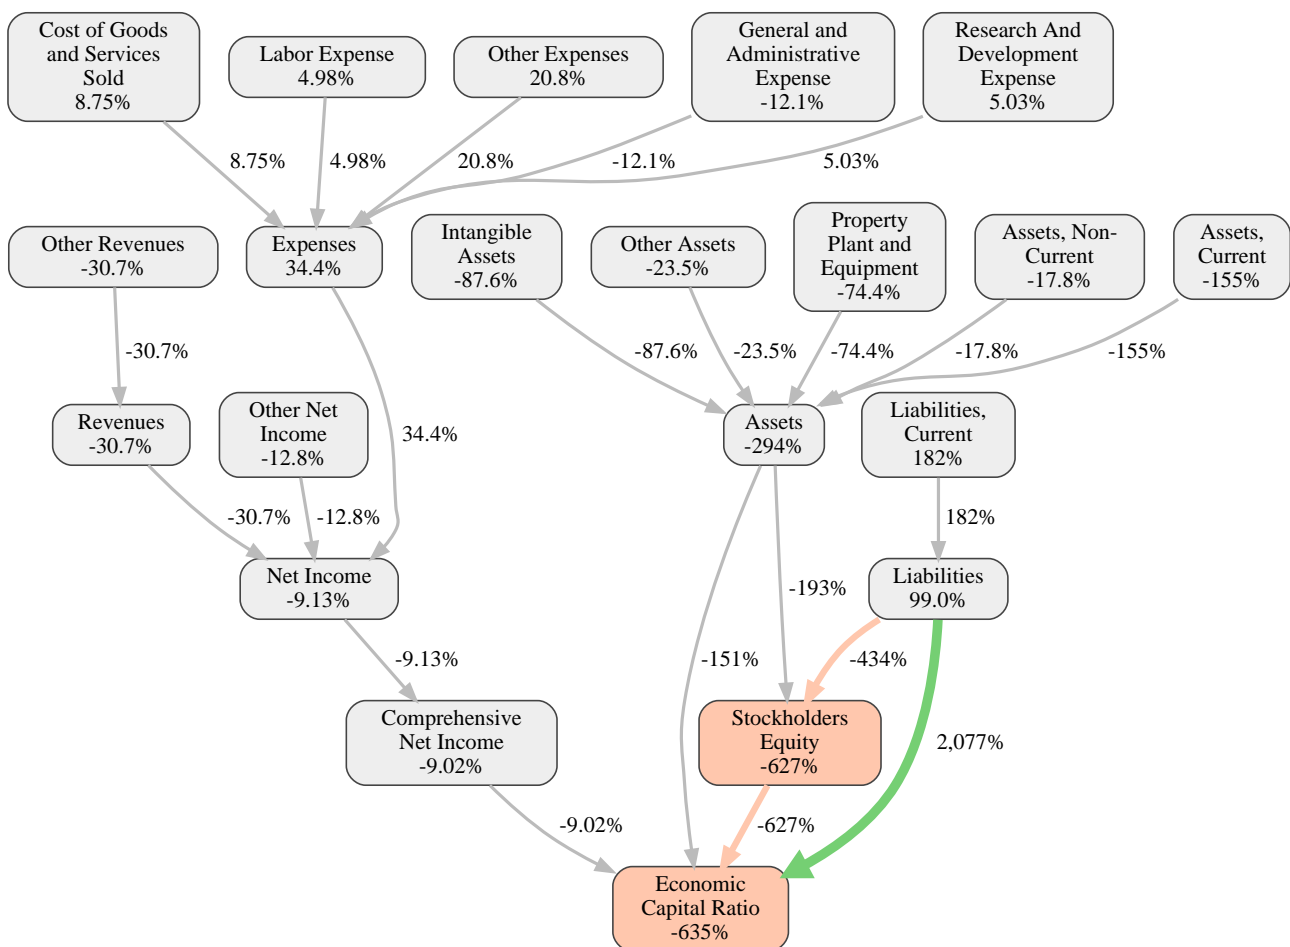 Cost of Goods
and Services
Sold
8.75%
Labor Expense
4.98%
Other Expenses
20.8%
General and
Administrative
Expense
-12.1%
Research And
Development
Expense
5.03%
8.75%
4.98%
20.8%
-12.1%
5.03%
Other Revenues
-30.7%
Expenses
34.4%
Intangible
Assets
-87.6%
Other Assets
-23.5%
Property
Plant and
Equipment
-74.4%
Assets, Non-
Current
-17.8%
Assets,
Current
-155%
-30.7%
-87.6%
-23.5%
-74.4%
-17.8%
-155%
Revenues
-30.7%
Other Net
Income
-12.8%
34.4%
Assets
-294%
Liabilities,
Current
182%
-30.7%
-12.8%
182%
Net Income
-9.13%
-193%
Liabilities
99.0%
-9.13%
-151%
-434%
Comprehensive
Net Income
-9.02%
Stockholders
Equity
-627%
2,077%
-9.02%
-627%
Economic
Capital Ratio
-635%